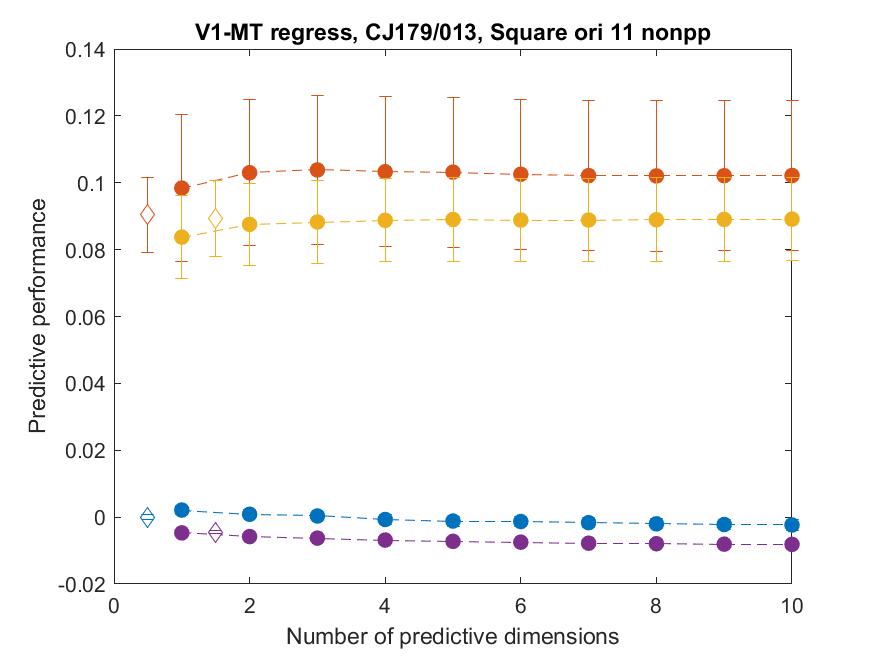 V1-MT regress, CJ179/013, Square ori 11 nonpp
0.14
0.12
0.1
0.08
0.06
0.04
0.02
0
-0.02
Predictive performance
0 2 4 6 8 10
Number of predictive dimensions